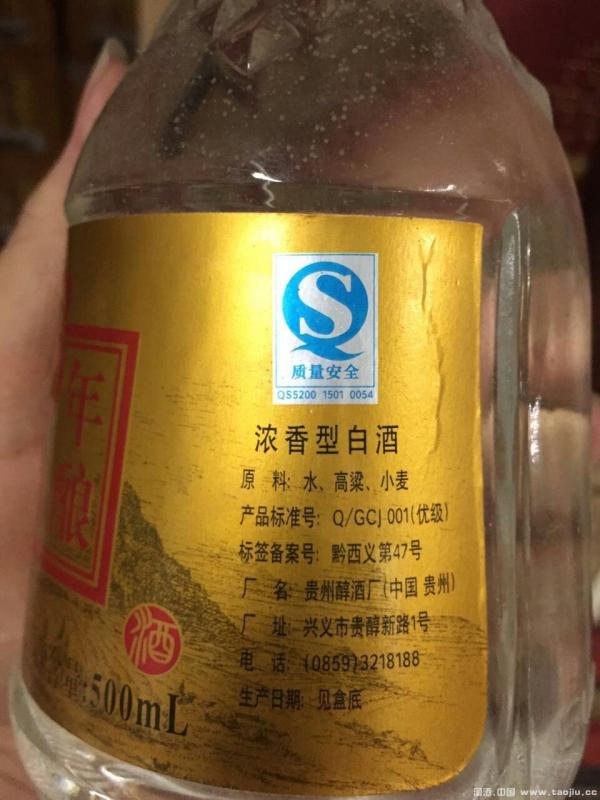 S
质量安全
QS5200 1501 0054
浓香型白酒
原 料: 水、高粱、小麦
产品标准号: Q/GCJ 001(优级)
标签备案号: 黔西义第47号
厂 名: 贵州醇酒厂(中国 贵州)
厂 址: 兴义市贵醇新路1号
电 话: (0859)3218188
生产日期: 见盒底
年
酿
酒
500mL
www.taojiu.cc